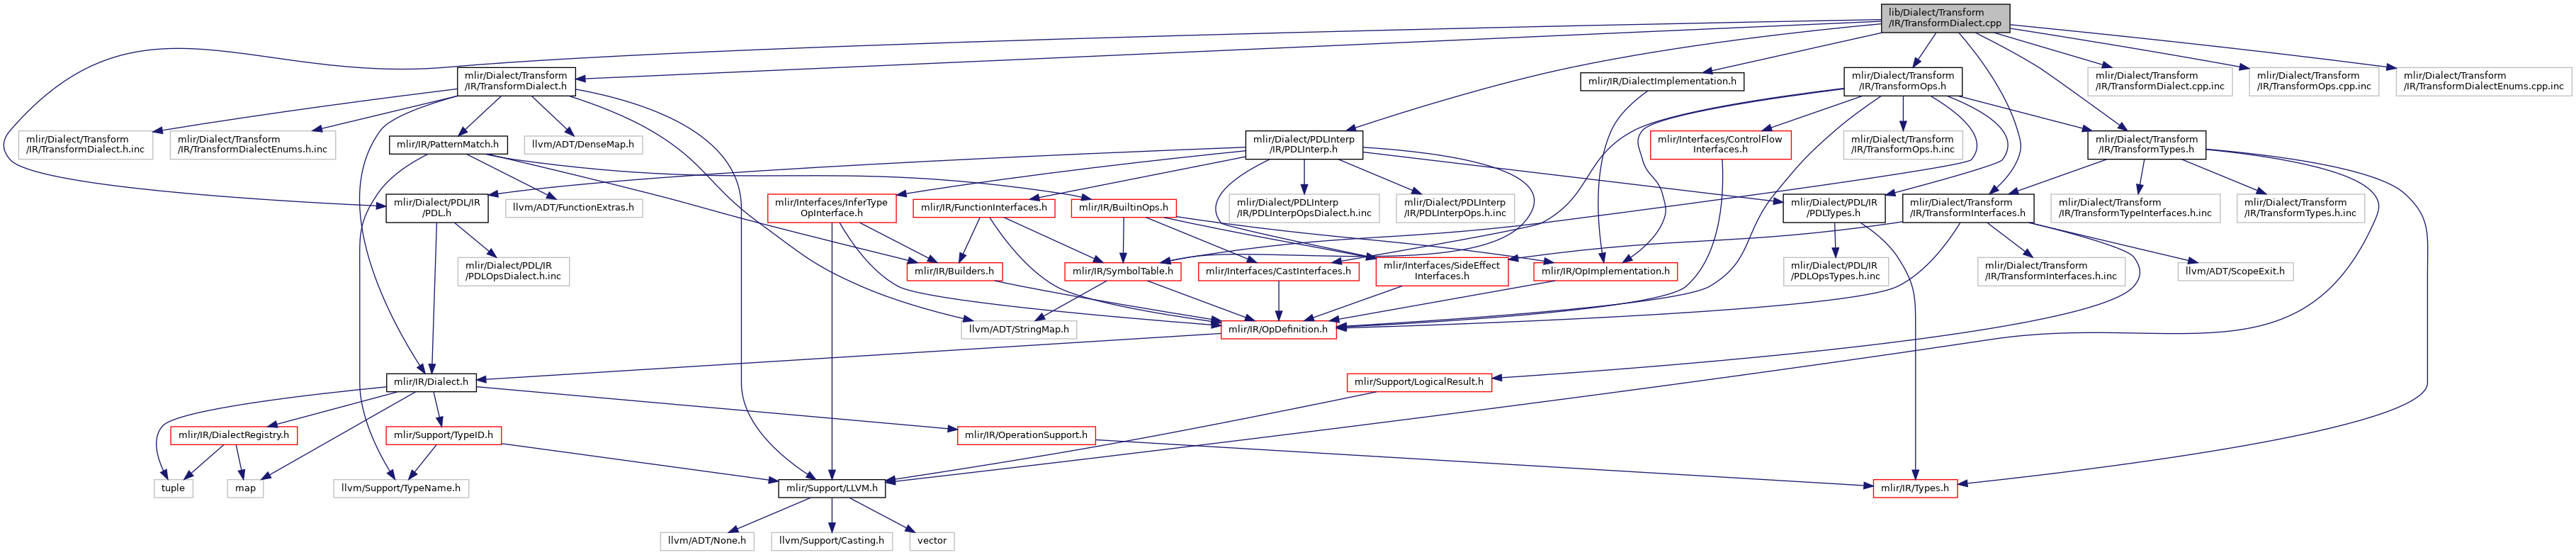 lib/Dialect/Transform
/IR/TransformDialect.cpp
mlir/Dialect/Transform
/IR/TransformDialect.h
mlir/IR/DialectImplementation.h
mlir/Dialect/Transform
/IR/TransformOps.h
mlir/Dialect/Transform
/IR/TransformDialect.cpp.inc
mlir/Dialect/Transform
/IR/TransformOps.cpp.inc
mlir/Dialect/Transform
/IR/TransformDialectEnums.cpp.inc
mlir/Dialect/Transform
/IR/TransformDialect.h.inc
mlir/Dialect/Transform
/IR/TransformDialectEnums.h.inc
mlir/IR/PatternMatch.h
llvm/ADT/DenseMap.h
mlir/Dialect/PDLInterp
/IR/PDLInterp.h
mlir/Interfaces/ControlFlow
Interfaces.h
mlir/Dialect/Transform
/IR/TransformOps.h.inc
mlir/Dialect/Transform
/IR/TransformTypes.h
mlir/Dialect/PDL/IR
/PDL.h
llvm/ADT/FunctionExtras.h
mlir/Interfaces/InferType
OpInterface.h
mlir/IR/FunctionInterfaces.h
mlir/IR/BuiltinOps.h
mlir/Dialect/PDLInterp
/IR/PDLInterpOpsDialect.h.inc
mlir/Dialect/PDLInterp
/IR/PDLInterpOps.h.inc
mlir/Dialect/PDL/IR
/PDLTypes.h
mlir/Dialect/Transform
/IR/TransformInterfaces.h
mlir/Dialect/Transform
/IR/TransformTypeInterfaces.h.inc
mlir/Dialect/Transform
/IR/TransformTypes.h.inc
mlir/Dialect/PDL/IR
/PDLOpsDialect.h.inc
mlir/IR/Builders.h
mlir/IR/SymbolTable.h
mlir/Interfaces/CastInterfaces.h
mlir/Interfaces/SideEffect
Interfaces.h
mlir/IR/OpImplementation.h
mlir/Dialect/PDL/IR
/PDLOpsTypes.h.inc
mlir/Dialect/Transform
/IR/TransformInterfaces.h.inc
llvm/ADT/ScopeExit.h
llvm/ADT/StringMap.h
mlir/IR/OpDefinition.h
mlir/IR/Dialect.h
mlir/Support/LogicalResult.h
mlir/IR/DialectRegistry.h
mlir/Support/TypeID.h
mlir/IR/OperationSupport.h
tuple
map
llvm/Support/TypeName.h
mlir/Support/LLVM.h
mlir/IR/Types.h
llvm/ADT/None.h
llvm/Support/Casting.h
vector